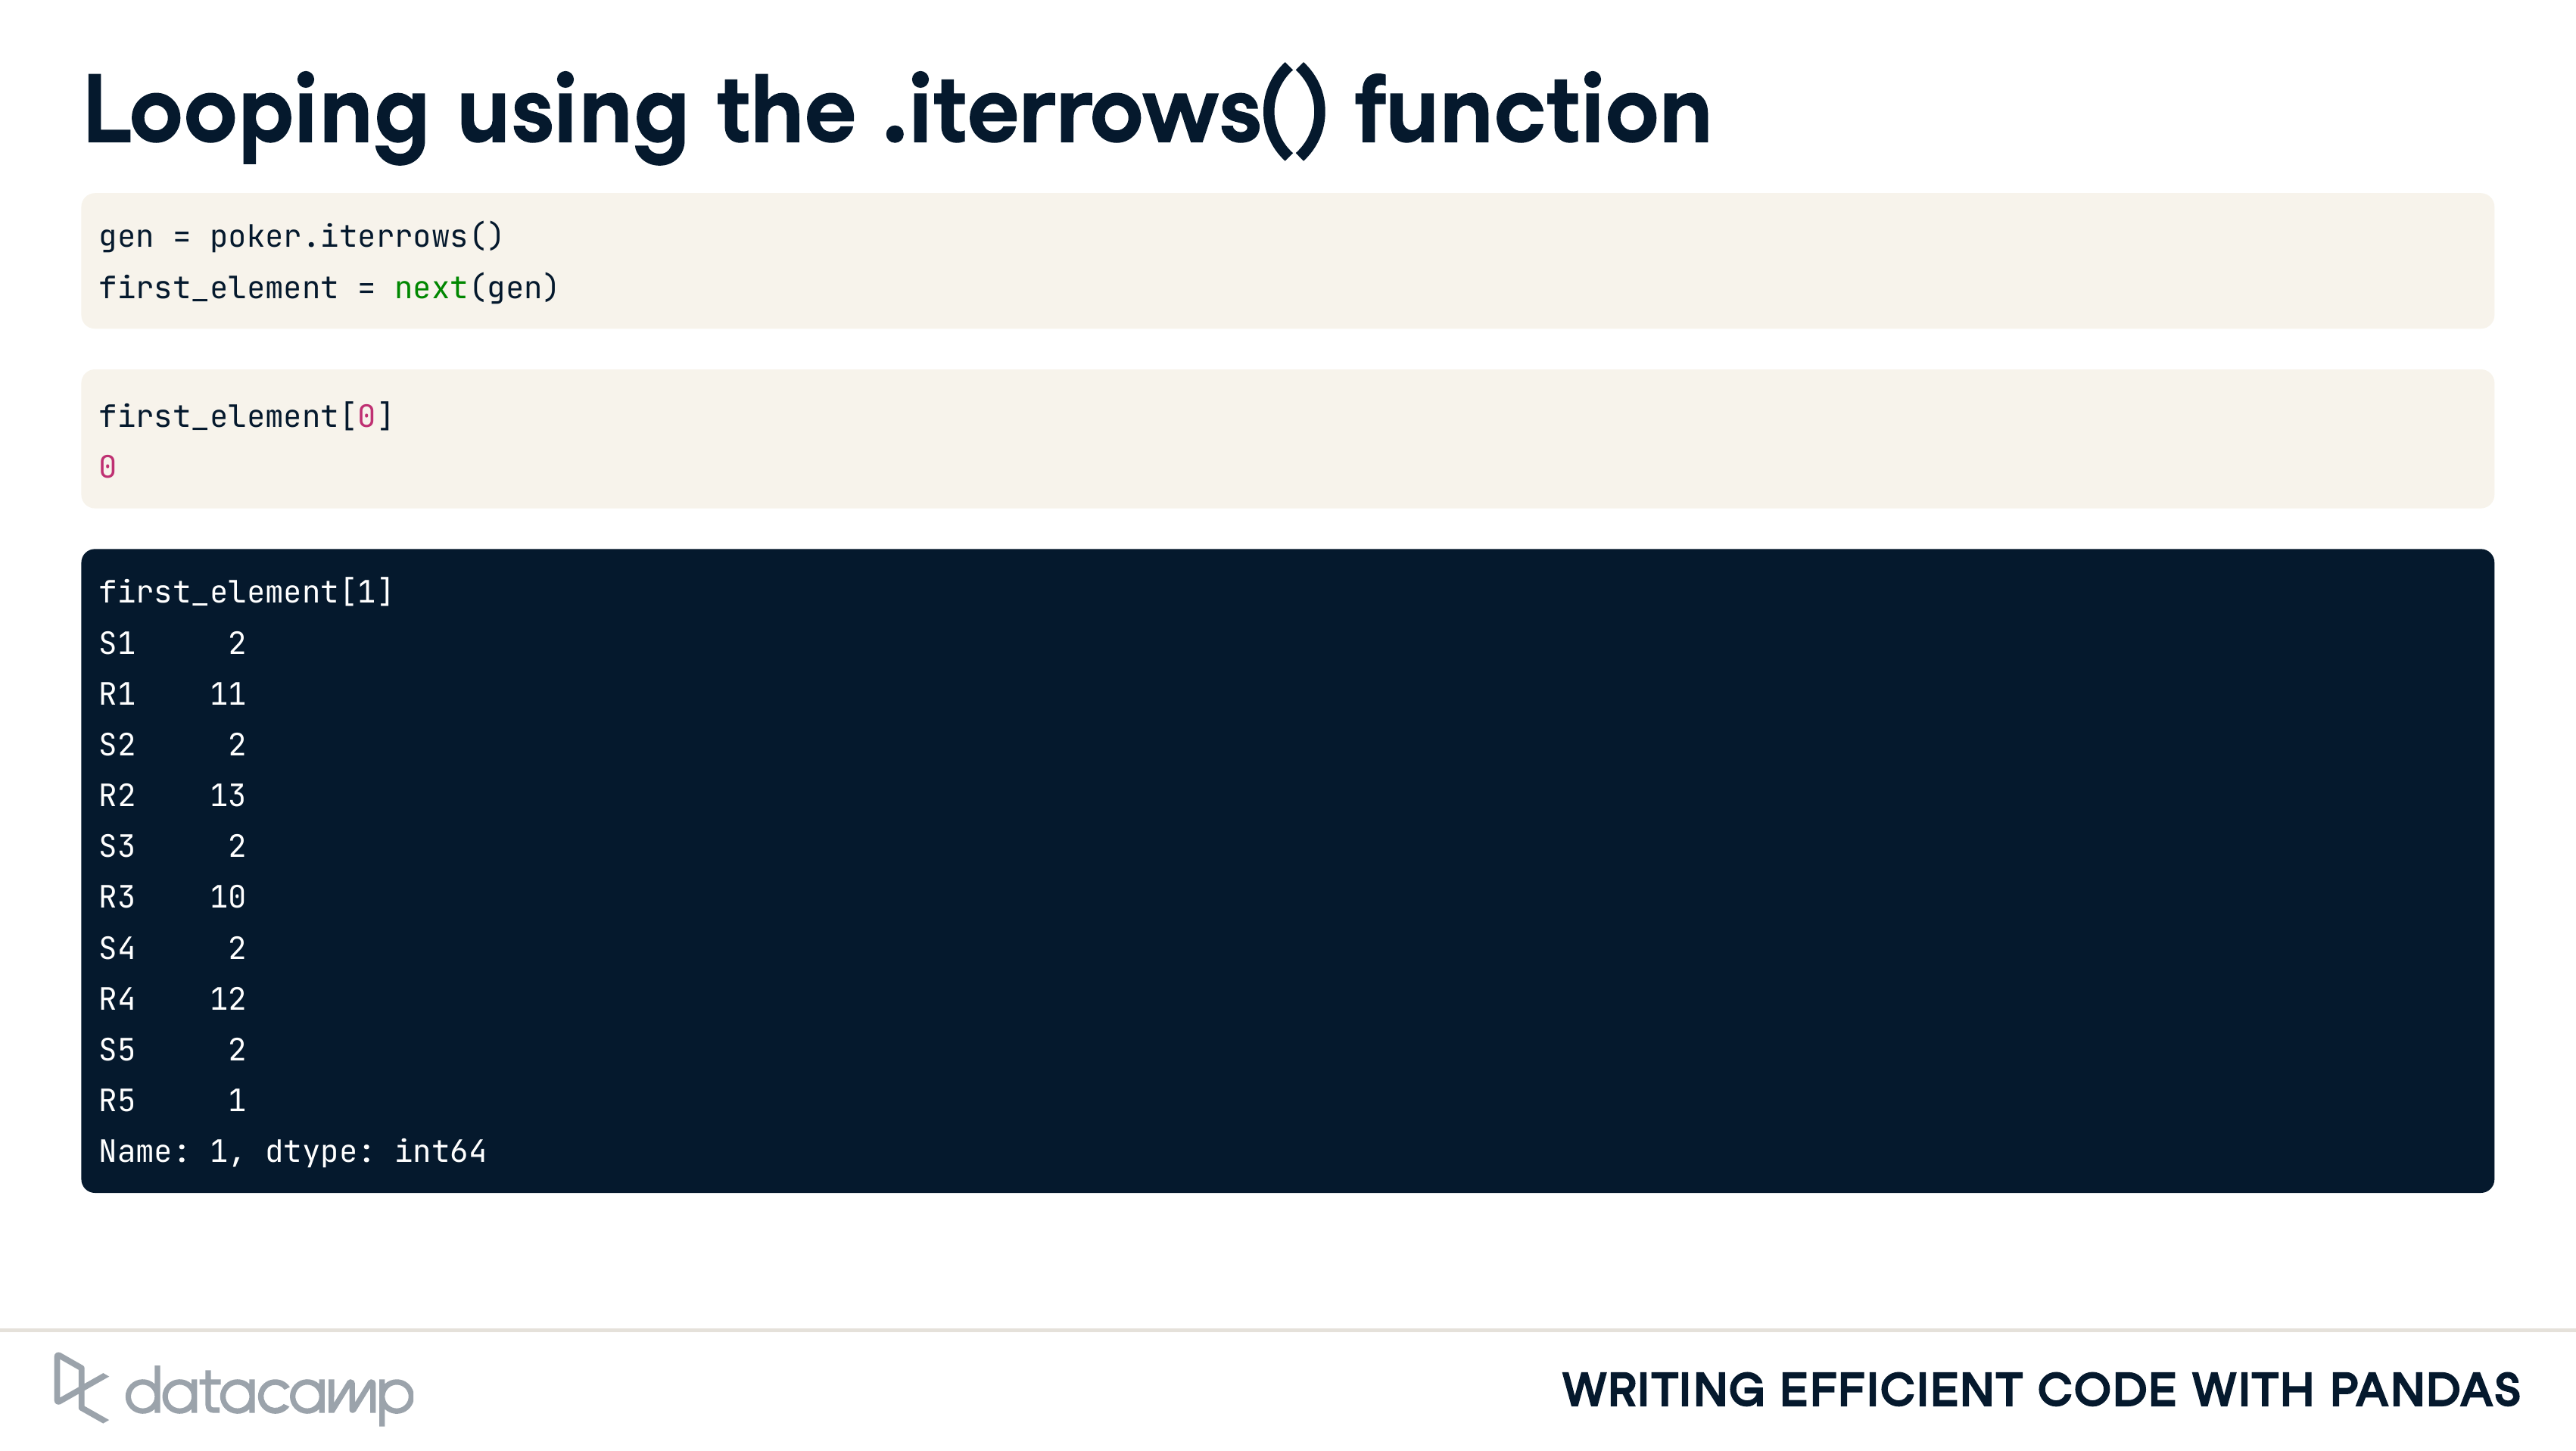 Looping using the .iterrows() function
gen = poker.iterrows()
first_element = next(gen)
first_element[0]
0
first_element[1]
S1     2
R1    11
S2     2
R2    13
S3     2
R3    10
S4     2
R4    12
S5     2
R5     1
Name: 1, dtype: int64
datacamp
WRITING EFFICIENT CODE WITH PANDAS